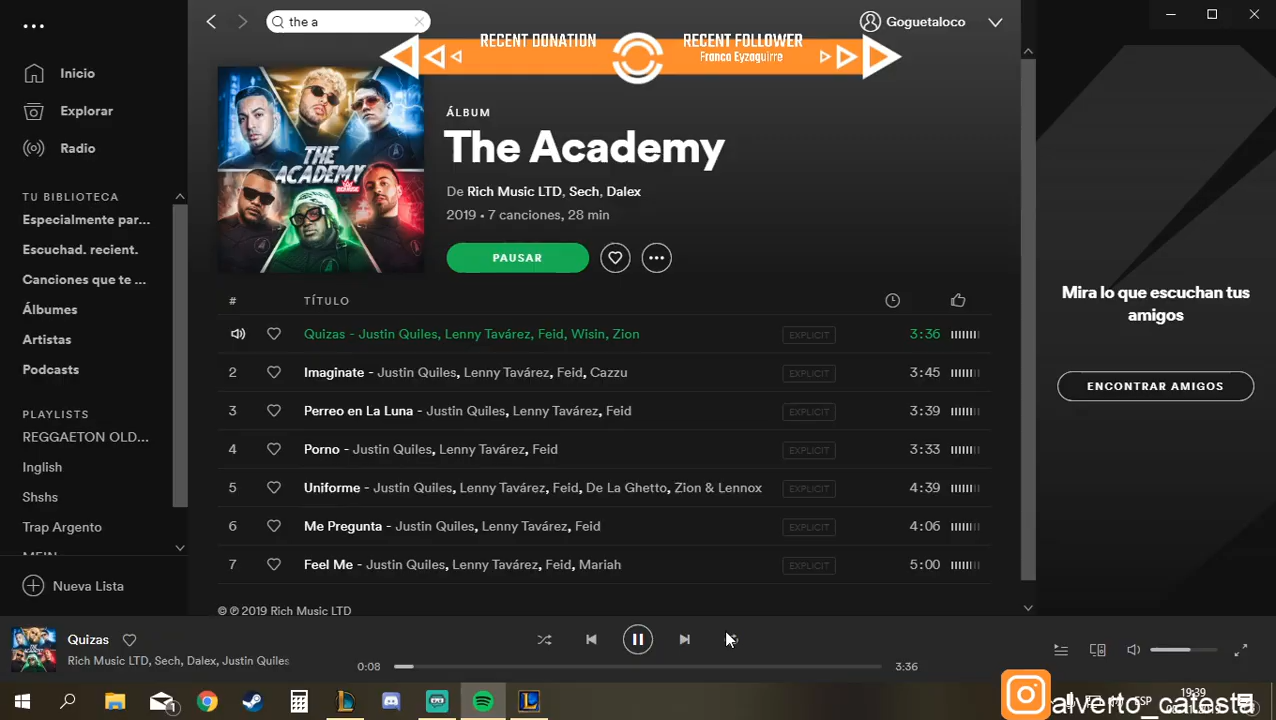 the a
Goguetaloco
RECENT DONATION
RECENT FOLLOWER
Franco Eyzaguirre
Inicio
Explorar
Radio
TU BIBLIOTECA
Especialmente par...
Escuchad. recient.
Canciones que te ...
Álbumes
Artistas
Podcasts
PLAYLISTS
REGGAETON OLD...
Inglish
Shshs
Trap Argento
Nueva Lista
THE ACADEMY
ÁLBUM
The Academy
De Rich Music LTD, Sech, Dalex
2019 • 7 canciones, 28 min
PAUSAR
# TÍTULO
Quizas - Justin Quiles, Lenny Tavárez, Feid, Wisin, Zion EXPLICIT 3:36
2 Imaginate - Justin Quiles, Lenny Tavárez, Feid, Cazzu EXPLICIT 3:45
3 Perreo en La Luna - Justin Quiles, Lenny Tavárez, Feid EXPLICIT 3:39
4 Porno - Justin Quiles, Lenny Tavárez, Feid EXPLICIT 3:33
5 Uniforme - Justin Quiles, Lenny Tavárez, Feid, De La Ghetto, Zion & Lennox EXPLICIT 4:39
6 Me Pregunta - Justin Quiles, Lenny Tavárez, Feid EXPLICIT 4:06
7 Feel Me - Justin Quiles, Lenny Tavárez, Feid, Mariah EXPLICIT 5:00
© ℗ 2019 Rich Music LTD
Mira lo que escuchan tus
amigos
ENCONTRAR AMIGOS
Quizas
Rich Music LTD, Sech, Dalex, Justin Quiles
0:08
3:36
1
19:39